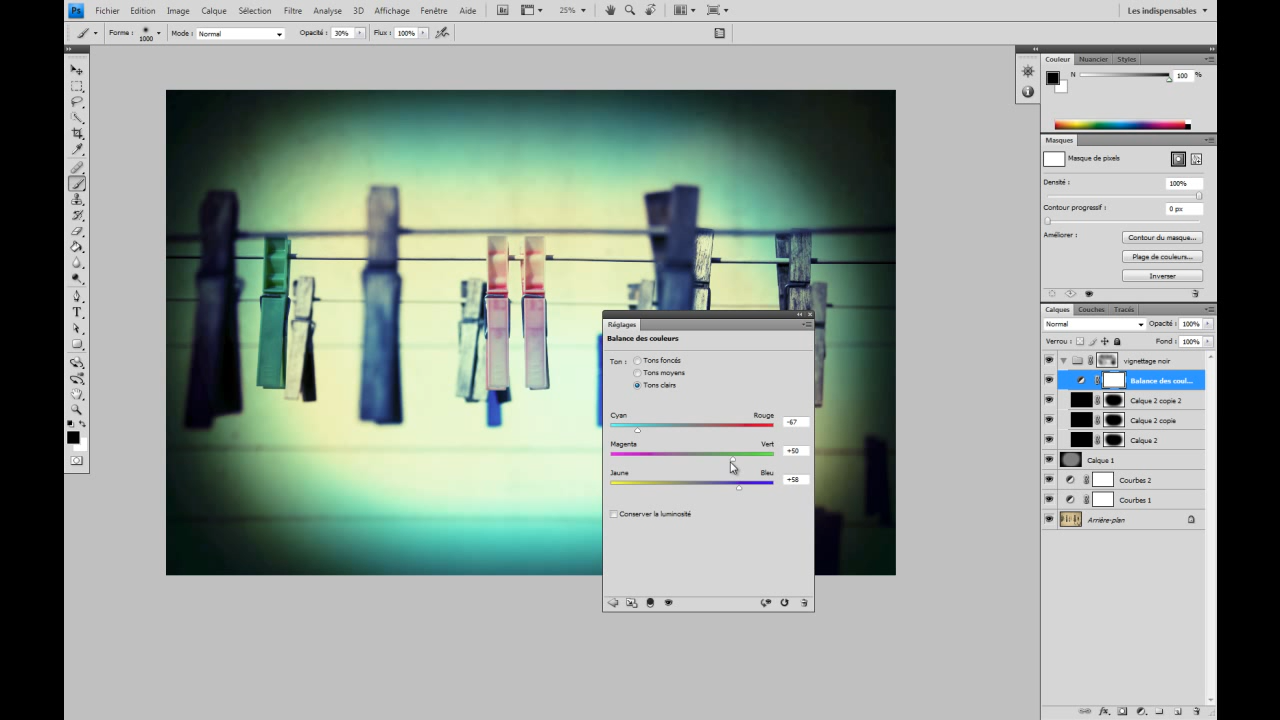 Ps Fichier Edition Image Calque Sélection Filtre Analyse 3D Affichage Fenêtre Aide Br 25% Les indispensables
Forme : 1000 Mode : Normal Opacité : 30% Flux : 100%
Couleur Nuancier Styles
N 100 %
Masques
Masque de pixels
Densité : 100%
Contour progressif : 0 px
Améliorer : Contour du masque...
Plage de couleurs...
Inverser
Calques Couches Tracés
Normal Opacité : 100%
Verrou : Fond : 100%
vignettage noir
Balance des coul...
Calque 2 copie 2
Calque 2 copie
Calque 2
Calque 1
Courbes 2
Courbes 1
Arrière-plan
Réglages
Balance des couleurs
Ton : Tons foncés
Tons moyens
Tons clairs
Cyan Rouge -67
Magenta Vert +50
Jaune Bleu +58
Conserver la luminosité